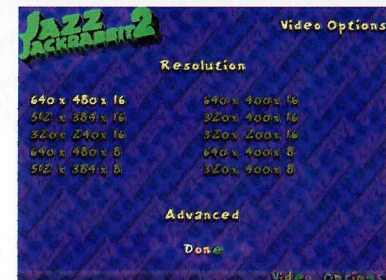 JAZZ
JACKRABBIT 2
Video Options
Resolution
640 x 480 x 16
512 x 384 x 16
320 x 240 x 16
640 x 480 x 8
512 x 384 x 8
640 x 400 x 16
320 x 400 x 16
320 x 200 x 16
640 x 400 x 8
320 x 400 x 8
Advanced
Done
Video Options